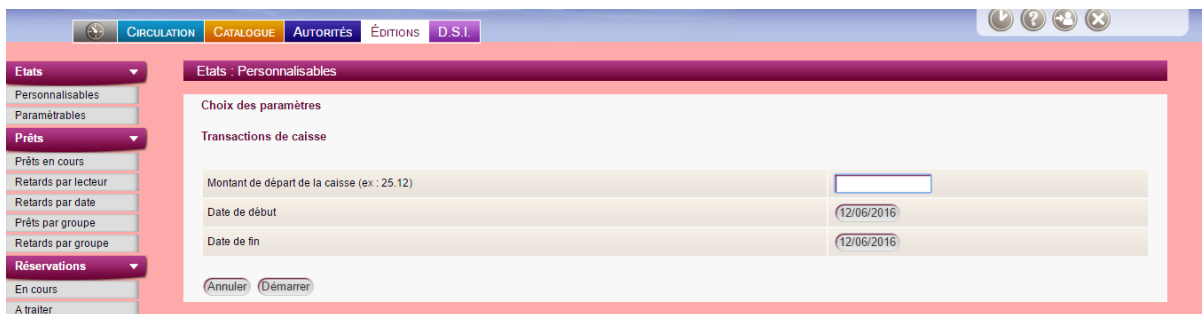 CIRCULATION CATALOGUE AUTORITÉS ÉDITIONS D.S.I.
Etats
Personnalisables
Paramétrables
Prêts
Prêts en cours
Retards par lecteur
Retards par date
Prêts par groupe
Retards par groupe
Réservations
En cours
A traiter
Etats : Personnalisables
Choix des paramètres
Transactions de caisse
Montant de départ de la caisse (ex : 25.12)
Date de début 12/06/2016
Date de fin 12/06/2016
Annuler Démarrer